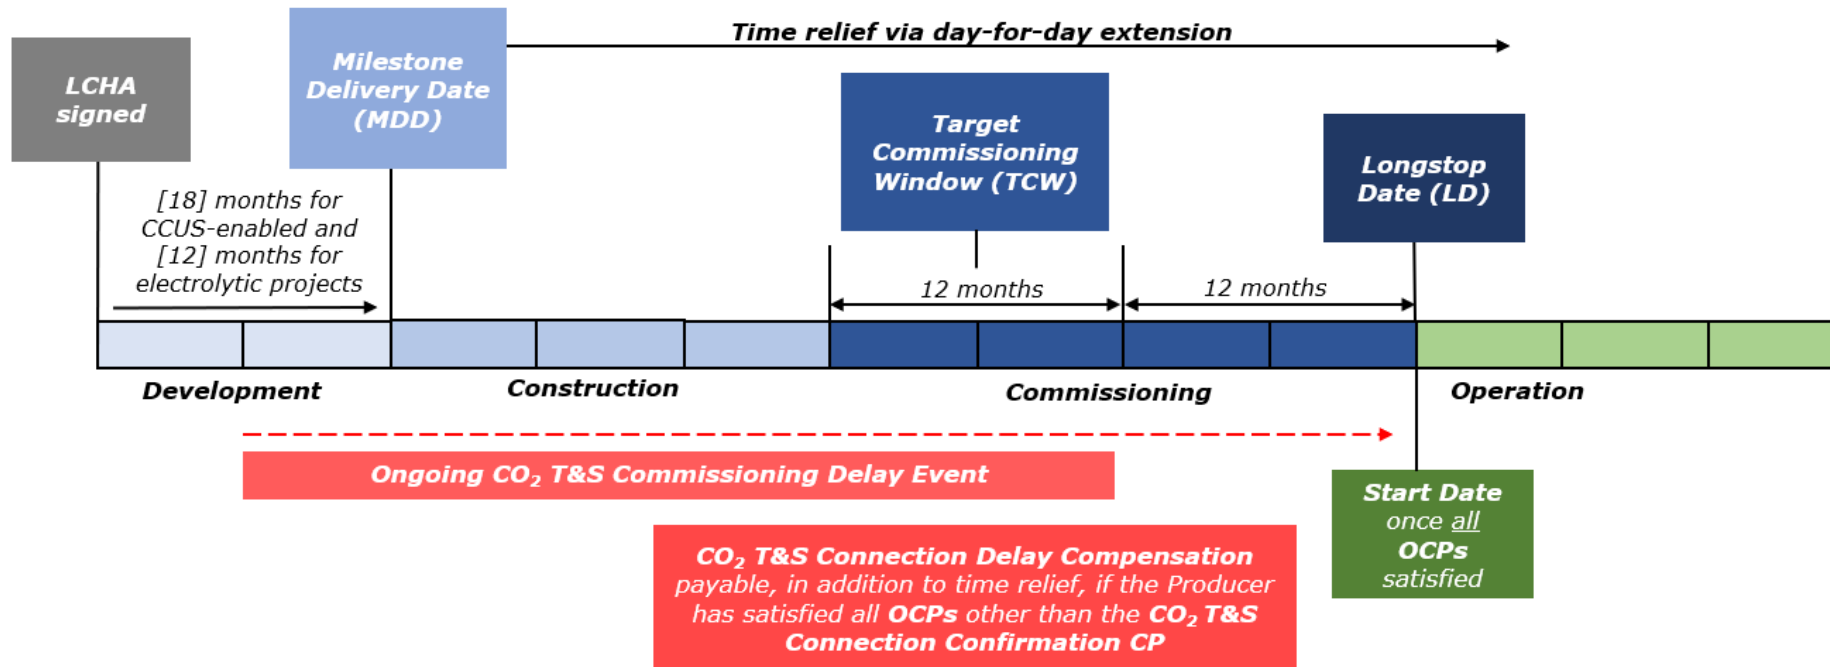 Time relief via day-for-day extension
LCHA
signed
Milestone
Delivery Date
(MDD)
Target
Commissioning
Window (TCW)
Longstop
Date (LD)
[18] months for
CCUS-enabled and
[12] months for
electrolytic projects
12 months
12 months
Development
Construction
Commissioning
Operation
Ongoing CO₂ T&S Commissioning Delay Event
CO₂ T&S Connection Delay Compensation
payable, in addition to time relief, if the Producer
has satisfied all OCPs other than the CO₂ T&S
Connection Confirmation CP
Start Date
once all
OCPs
satisfied